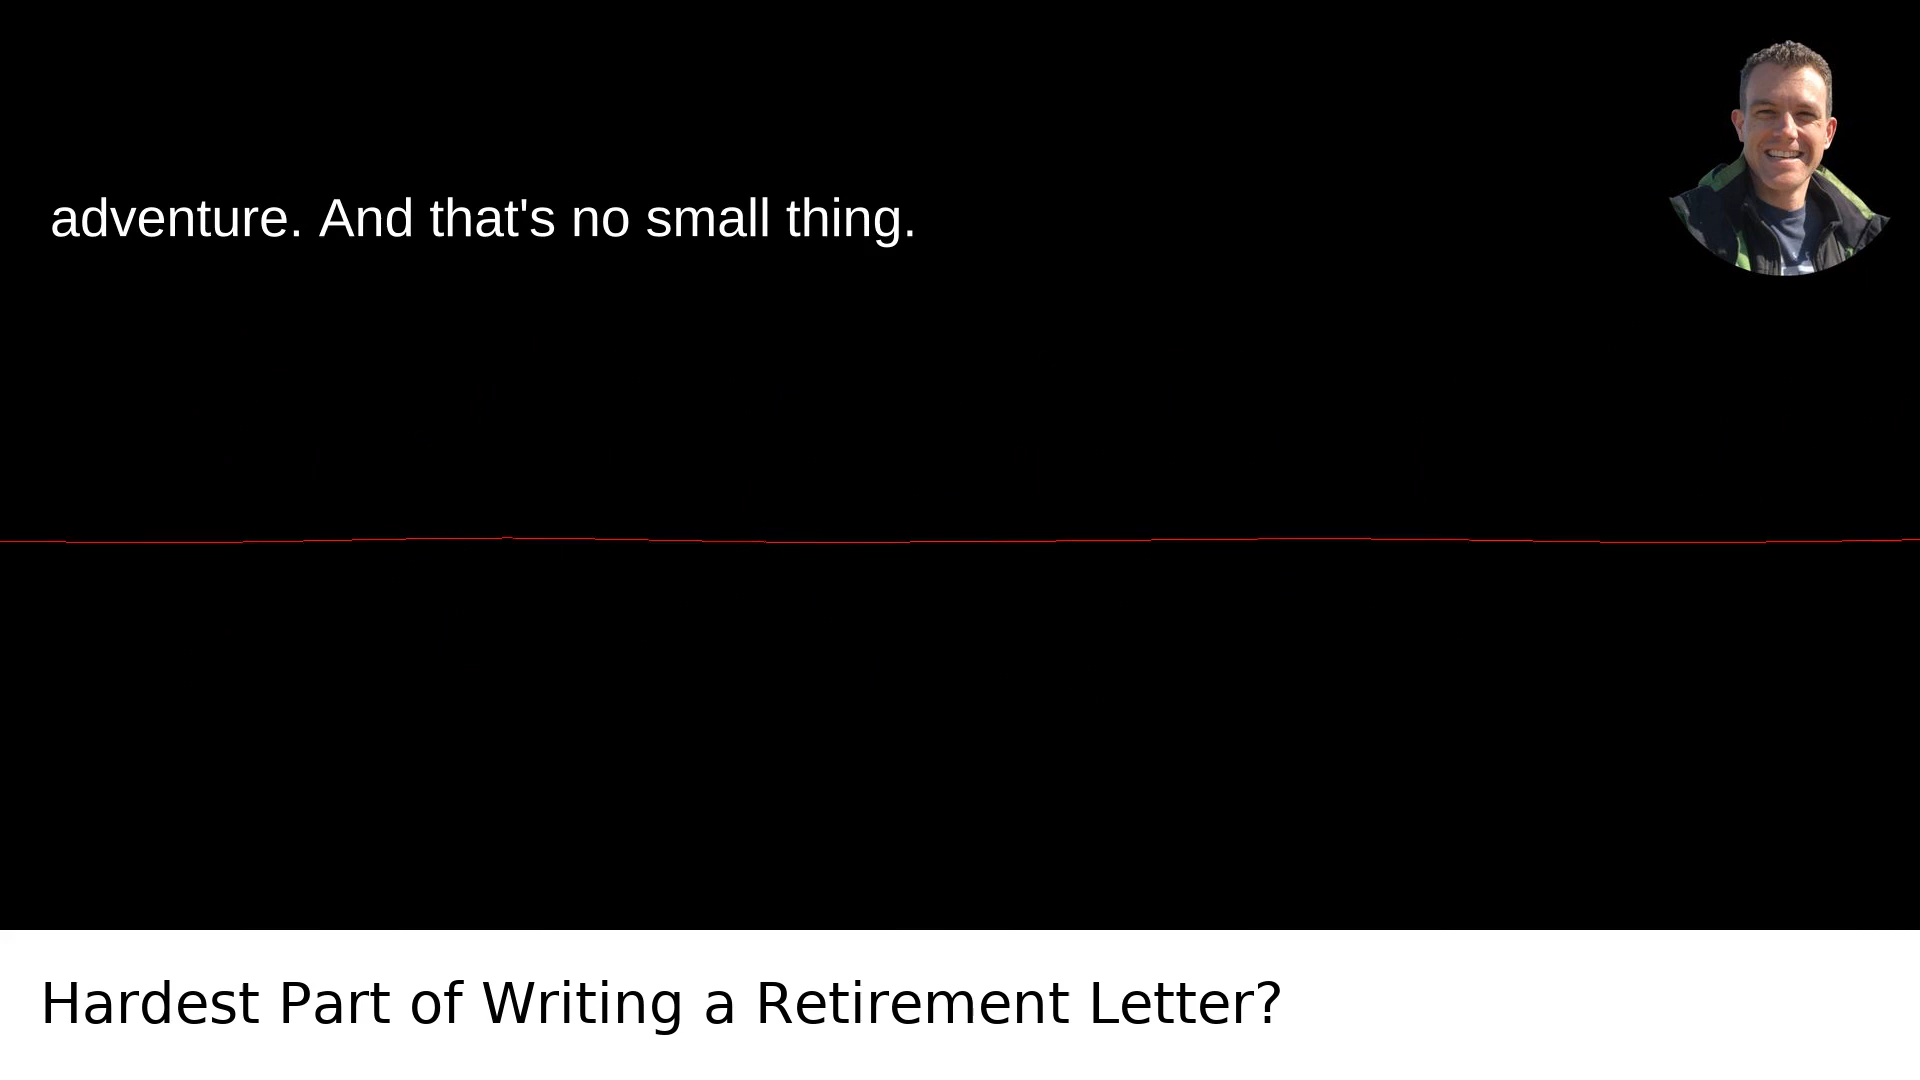 adventure. And that's no small thing.
Hardest Part of Writing a Retirement Letter?